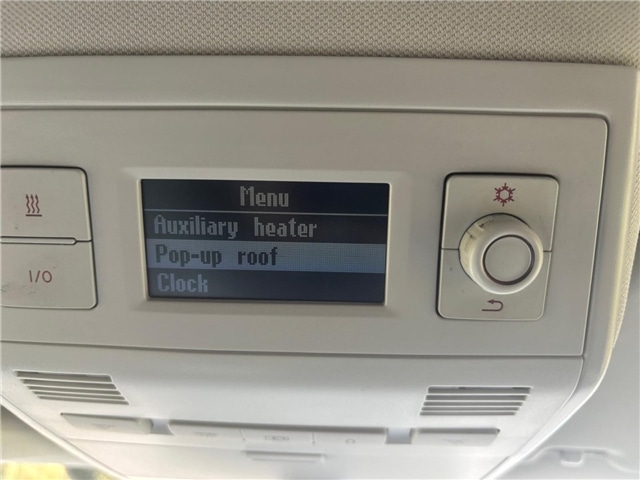 Menu
Auxiliary heater
Pop-up roof
Clock
I/O